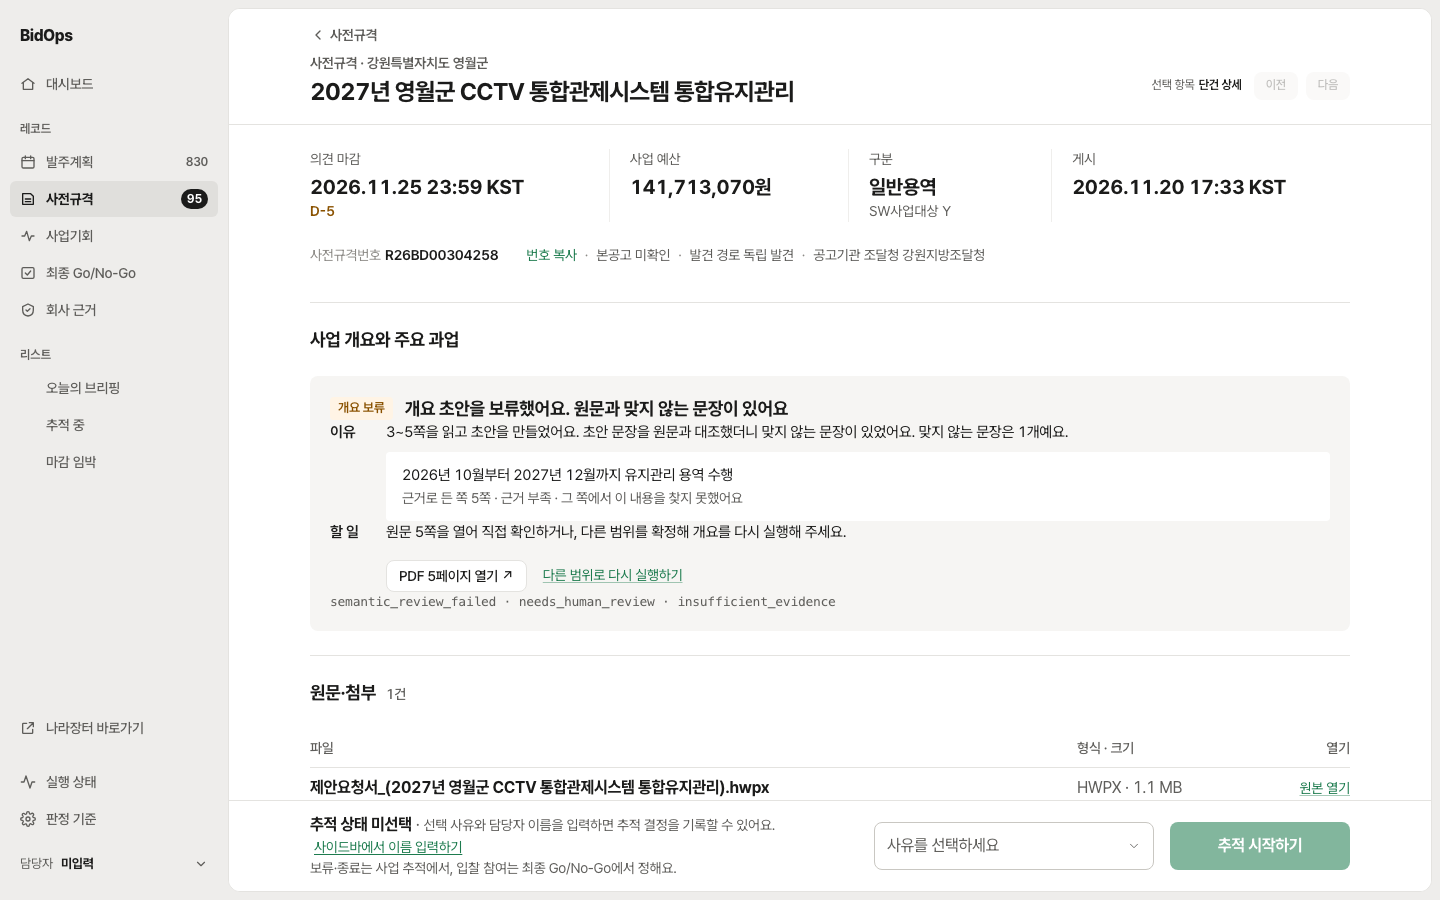 BidOps
대시보드
레코드
발주계획 830
사전규격 95
사업기회
최종 Go/No-Go
회사 근거
리스트
오늘의 브리핑
추적 중
마감 임박
나라장터 바로가기
실행 상태
판정 기준
담당자 미입력
사전규격
사전규격 · 강원특별자치도 영월군
2027년 영월군 CCTV 통합관제시스템 통합유지관리
선택 항목 단건 상세 이전 다음
의견 마감
2026.11.25 23:59 KST
D-5
사업 예산
141,713,070원
구분
일반용역
SW사업대상 Y
게시
2026.11.20 17:33 KST
사전규격번호 R26BD00304258 번호 복사 · 본공고 미확인 · 발견 경로 독립 발견 · 공고기관 조달청 강원지방조달청
사업 개요와 주요 과업
개요 보류 개요 초안을 보류했어요. 원문과 맞지 않는 문장이 있어요
이유 3~5쪽을 읽고 초안을 만들었어요. 초안 문장을 원문과 대조했더니 맞지 않는 문장이 있었어요. 맞지 않는 문장은 1개예요.
2026년 10월부터 2027년 12월까지 유지관리 용역 수행
근거로 든 쪽 5쪽 · 근거 부족 · 그 쪽에서 이 내용을 찾지 못했어요
할 일 원문 5쪽을 열어 직접 확인하거나, 다른 범위를 확정해 개요를 다시 실행해 주세요.
PDF 5페이지 열기 ↗ 다른 범위로 다시 실행하기
semantic_review_failed · needs_human_review · insufficient_evidence
원문·첨부 1건
파일 형식 · 크기 열기
제안요청서_(2027년 영월군 CCTV 통합관제시스템 통합유지관리).hwpx HWPX · 1.1 MB 원본 열기
추적 상태 미선택 · 선택 사유와 담당자 이름을 입력하면 추적 결정을 기록할 수 있어요.
사이드바에서 이름 입력하기
보류·종료는 사업 추적에서, 입찰 참여는 최종 Go/No-Go에서 정해요.
사유를 선택하세요
추적 시작하기